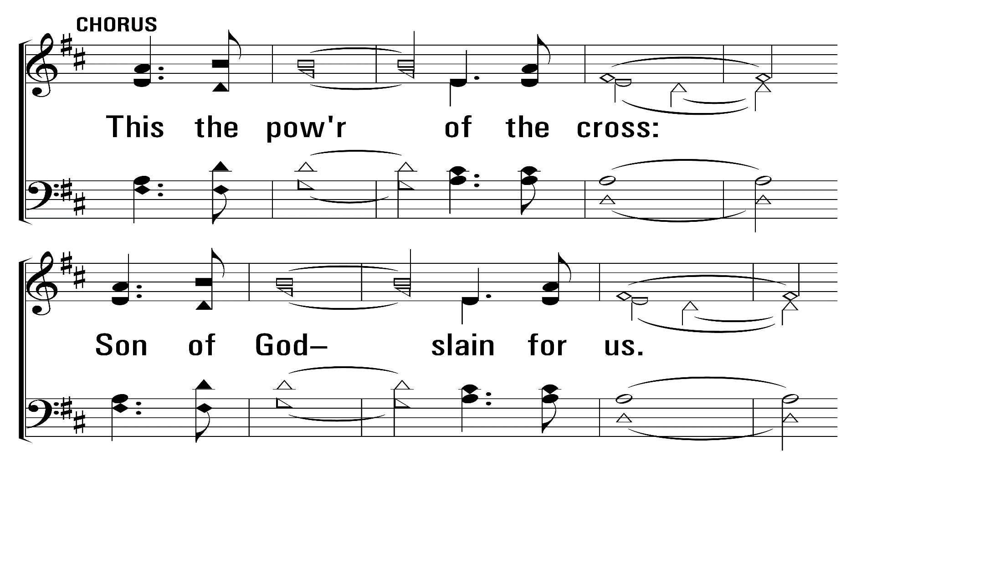 CHORUS
This the pow'r of the cross:
Son of God– slain for us.